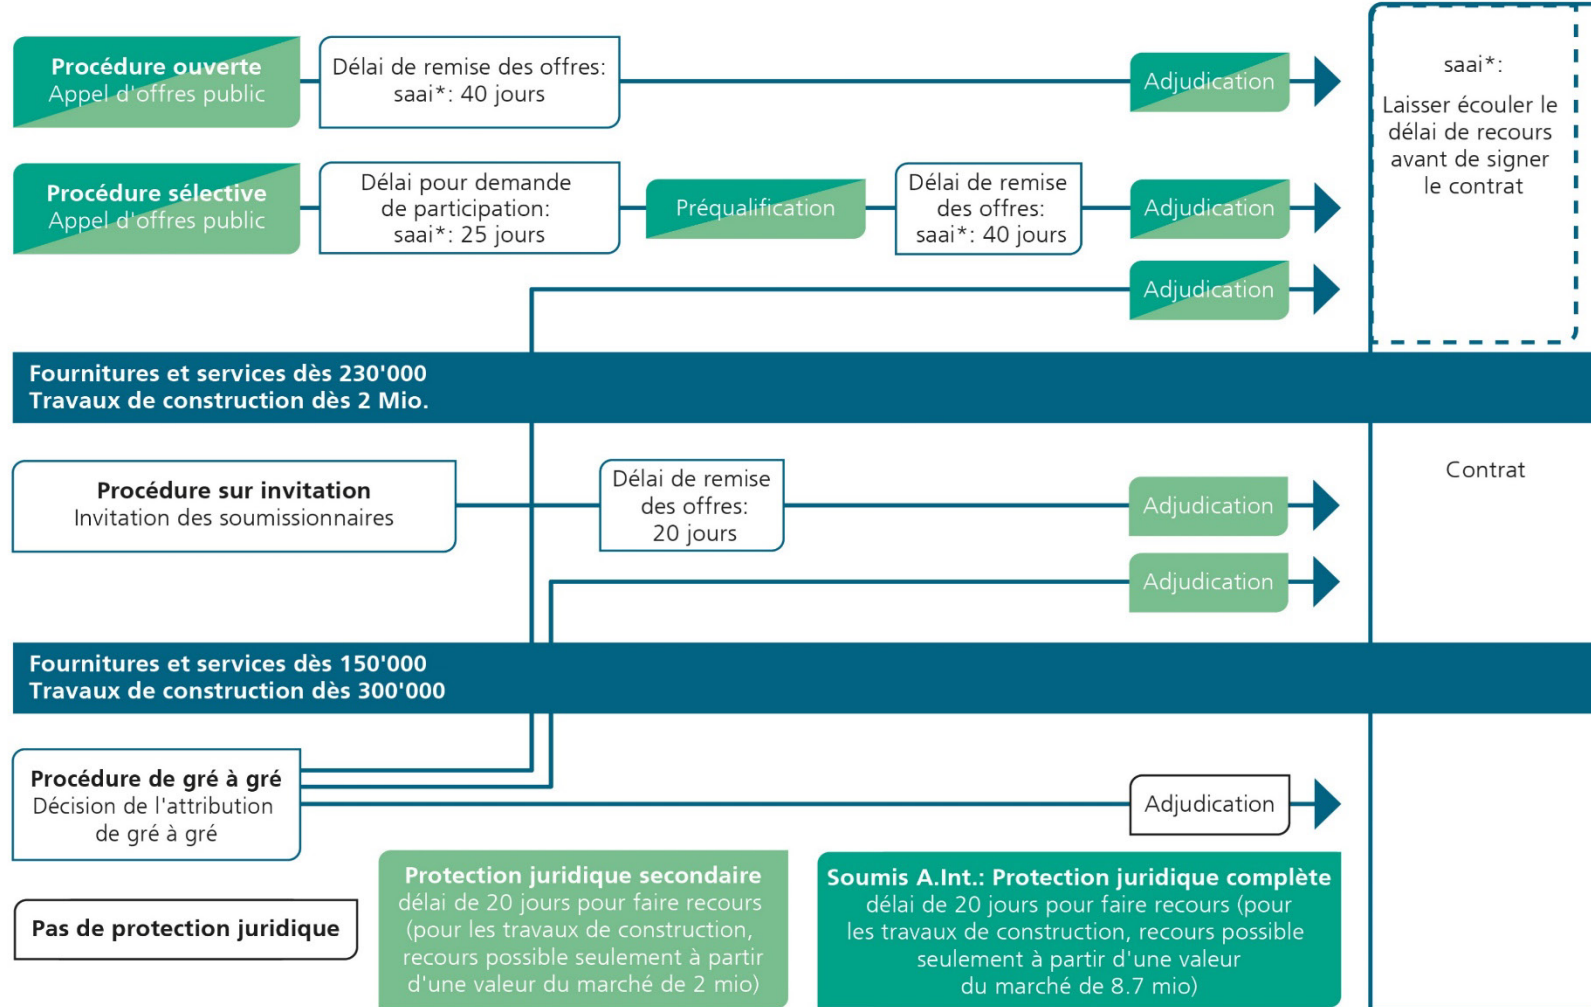 Procédure ouverte
Appel d'offres public
Délai de remise des offres:
saai*: 40 jours
Adjudication
saai*:
Laisser écouler le
délai de recours
avant de signer
le contrat
Procédure sélective
Appel d'offres public
Délai pour demande
de participation:
saai*: 25 jours
Préqualification
Délai de remise
des offres:
saai*: 40 jours
Adjudication
Adjudication
Fournitures et services dès 230'000
Travaux de construction dès 2 Mio.
Procédure sur invitation
Invitation des soumissionnaires
Délai de remise
des offres:
20 jours
Adjudication
Contrat
Adjudication
Fournitures et services dès 150'000
Travaux de construction dès 300'000
Procédure de gré à gré
Décision de l'attribution
de gré à gré
Adjudication
Pas de protection juridique
Protection juridique secondaire
délai de 20 jours pour faire recours
(pour les travaux de construction,
recours possible seulement à partir
d'une valeur du marché de 2 mio)
Soumis A.Int.: Protection juridique complète
délai de 20 jours pour faire recours (pour
les travaux de construction, recours possible
seulement à partir d'une valeur
du marché de 8.7 mio)